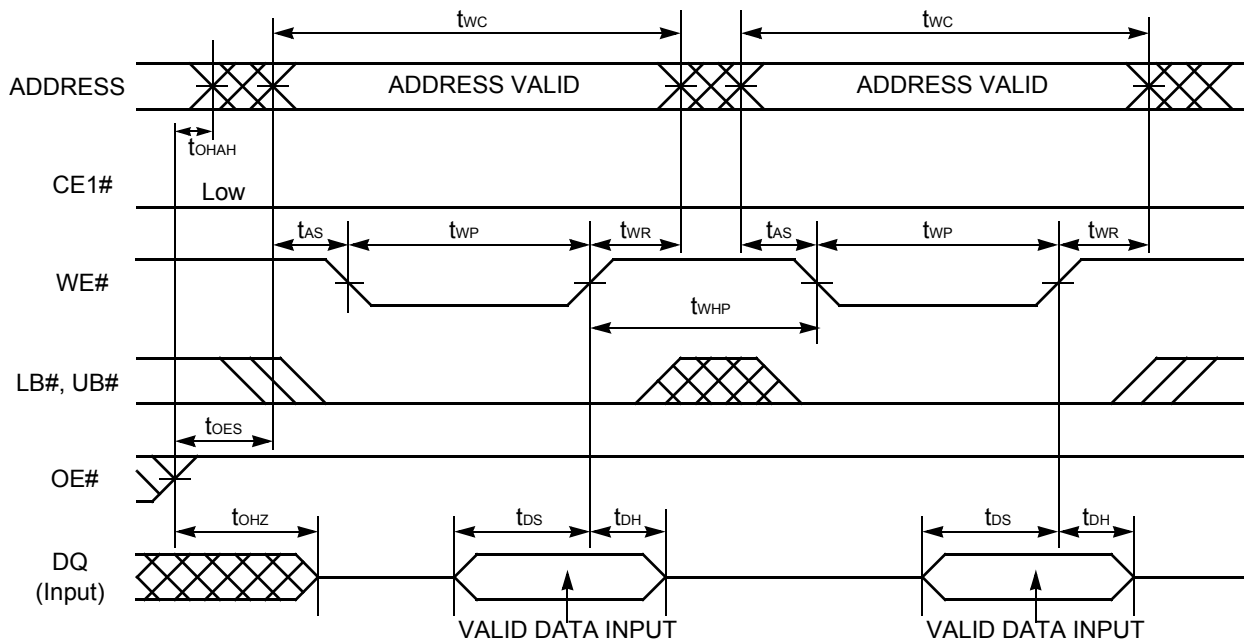 tWC tWC
ADDRESS ADDRESS VALID ADDRESS VALID
tOHAH
CE1# Low
tAS tWP tWR tAS tWP tWR
WE#
tWHP
LB#, UB#
tOES
OE#
tOHZ tDS tDH tDS tDH
DQ
(Input)
VALID DATA INPUT VALID DATA INPUT